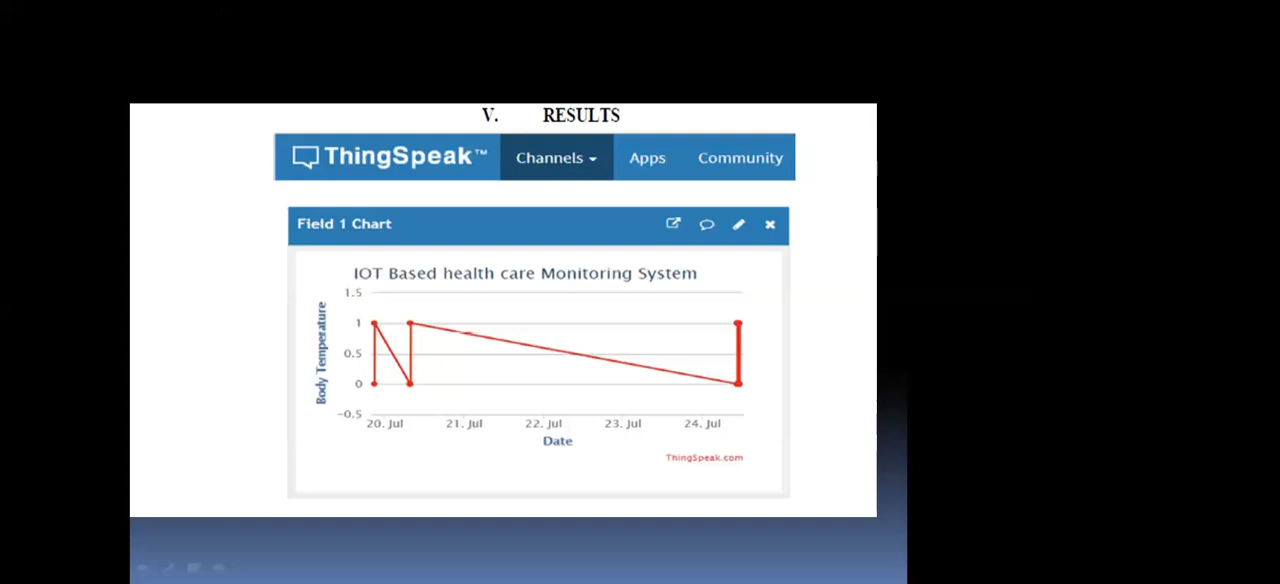 V. RESULTS
ThingSpeak™ Channels Apps Community
Field 1 Chart
IOT Based health care Monitoring System
Body Temperature
1.5
1
0.5
0
-0.5
20. Jul 21. Jul 22. Jul 23. Jul 24. Jul
Date
ThingSpeak.com